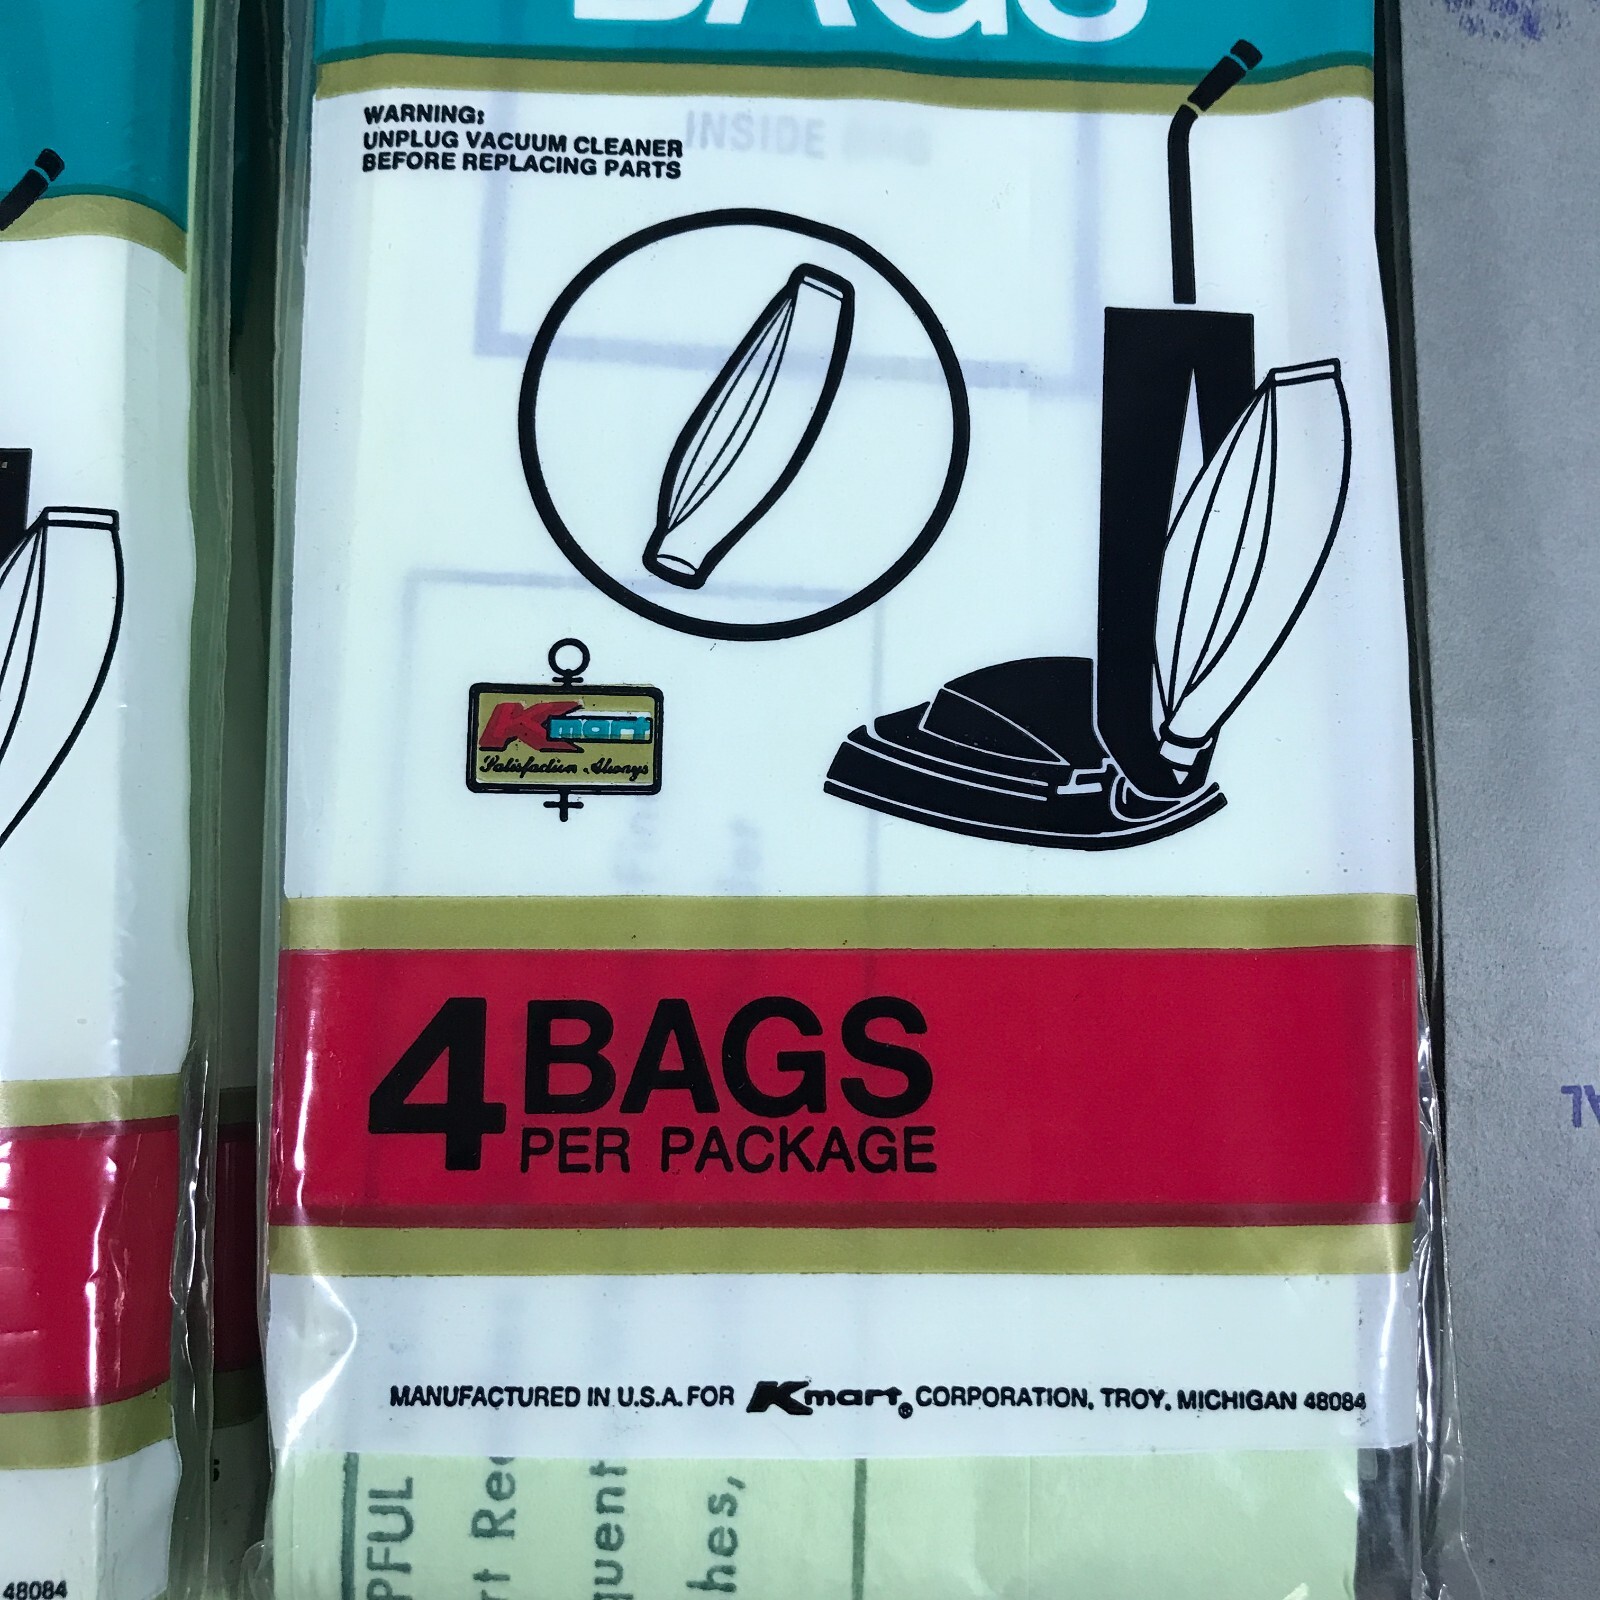 BAGS
WARNING:
UNPLUG VACUUM CLEANER
BEFORE REPLACING PARTS
INSIDE
Kmart
Satisfaction Always
4 BAGS
PER PACKAGE
MANUFACTURED IN U.S.A. FOR Kmart® CORPORATION, TROY, MICHIGAN 48084
48084